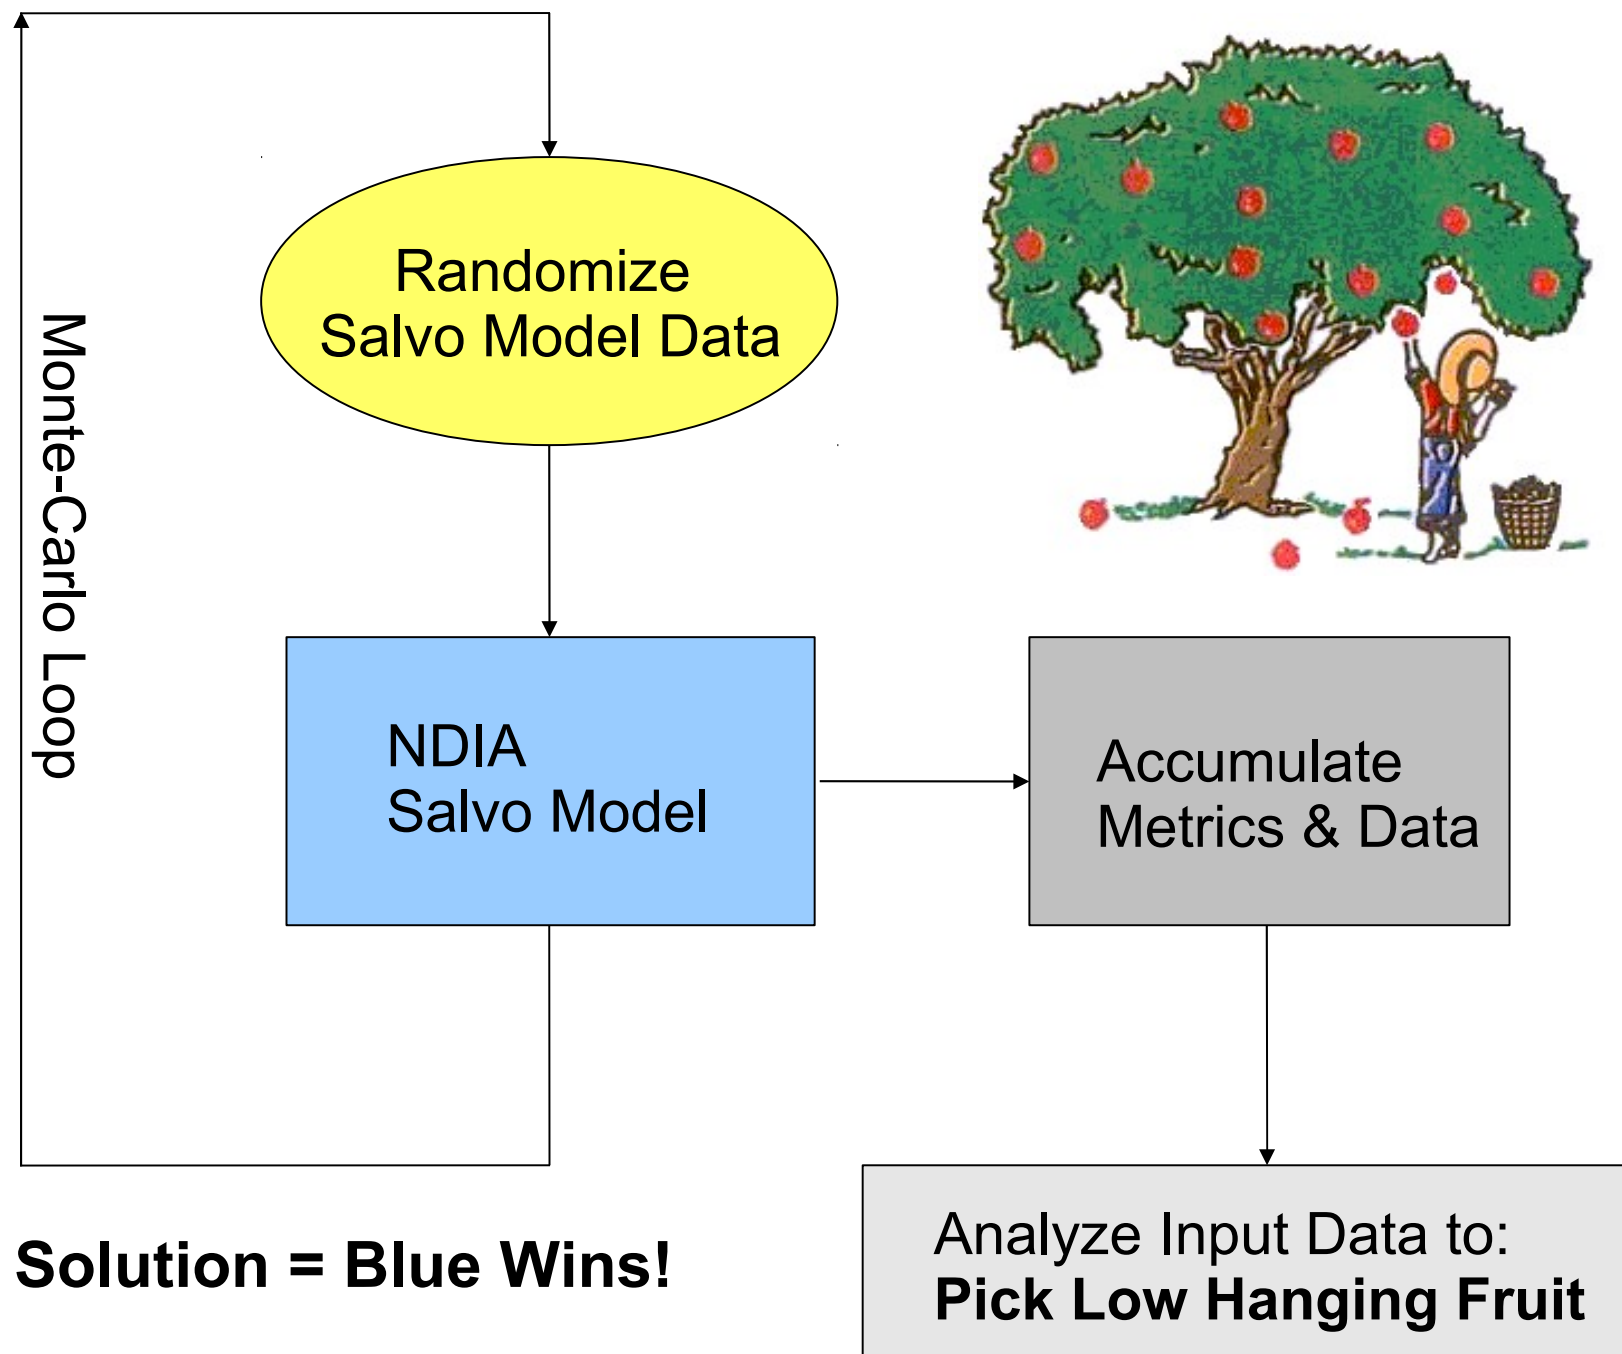 Randomize
Salvo Model Data
Monte-Carlo Loop
NDIA
Salvo Model
Accumulate
Metrics & Data
Solution = Blue Wins!
Analyze Input Data to:
Pick Low Hanging Fruit